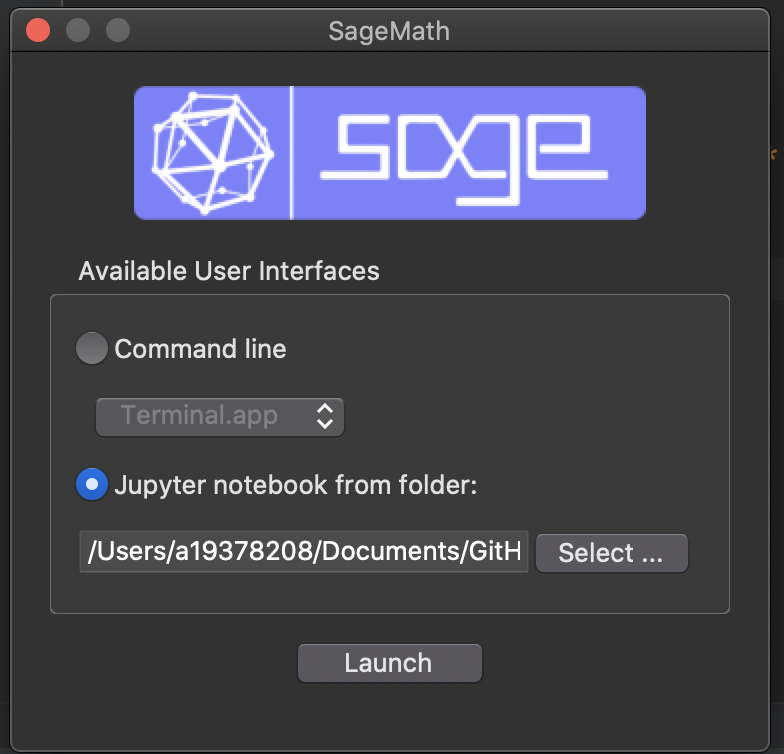 SageMath
sage
Available User Interfaces
Command line
Terminal.app
Jupyter notebook from folder:
/Users/a19378208/Documents/GitH
Select ...
Launch